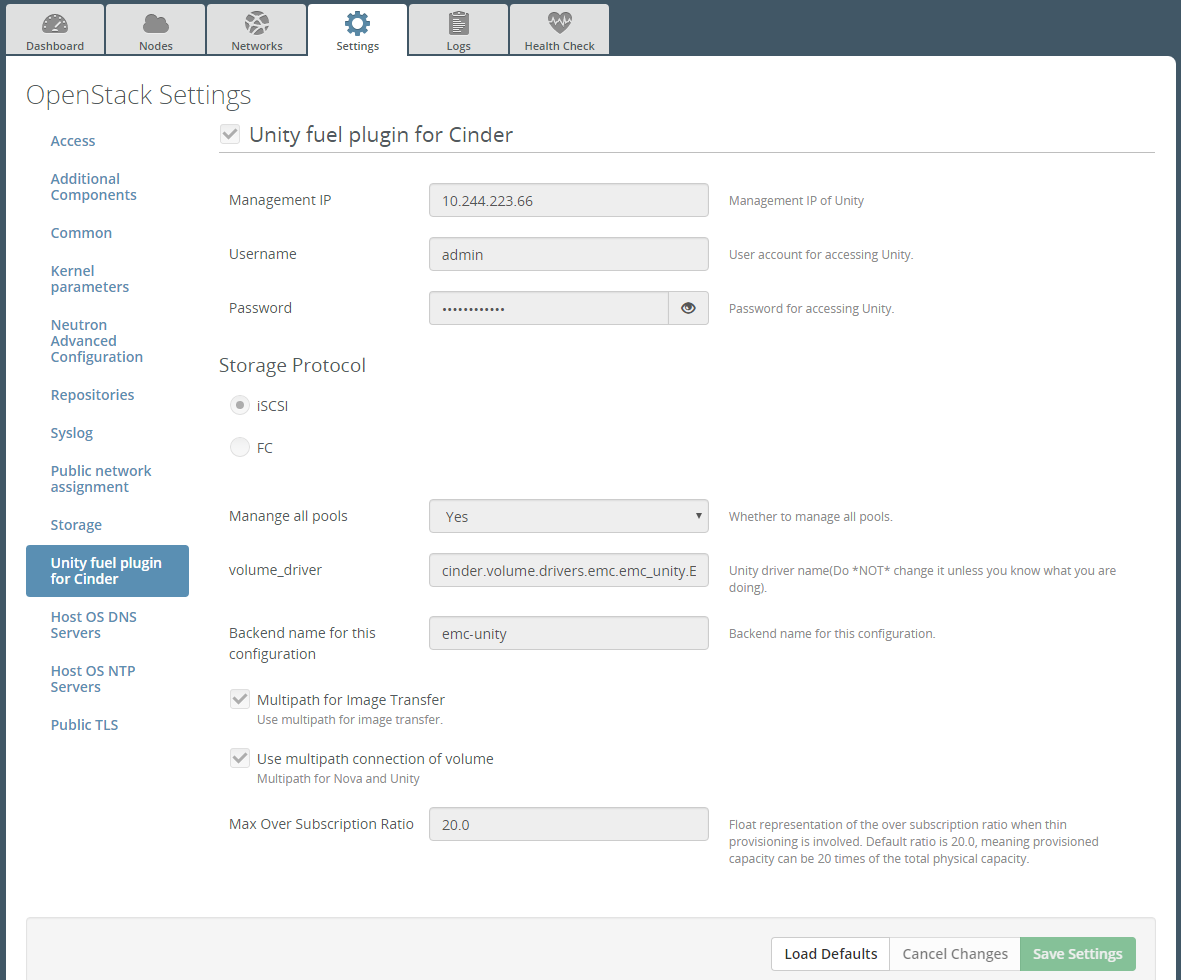 Dashboard
Nodes
Networks
Settings
Logs
Health Check
OpenStack Settings
Access
Additional
Components
Common
Kernel
parameters
Neutron
Advanced
Configuration
Repositories
Syslog
Public network
assignment
Storage
Unity fuel plugin
for Cinder
Host OS DNS
Servers
Host OS NTP
Servers
Public TLS
Unity fuel plugin for Cinder
Management IP
10.244.223.66
Management IP of Unity
Username
admin
User account for accessing Unity.
Password
••••••••••••
Password for accessing Unity.
Storage Protocol
iSCSI
FC
Manange all pools
Yes
Whether to manage all pools.
volume_driver
cinder.volume.drivers.emc.emc_unity.E
Unity driver name(Do *NOT* change it unless you know what you are
doing).
Backend name for this
configuration
emc-unity
Backend name for this configuration.
Multipath for Image Transfer
Use multipath for image transfer.
Use multipath connection of volume
Multipath for Nova and Unity
Max Over Subscription Ratio
20.0
Float representation of the over subscription ratio when thin
provisioning is involved. Default ratio is 20.0, meaning provisioned
capacity can be 20 times of the total physical capacity.
Load Defaults
Cancel Changes
Save Settings